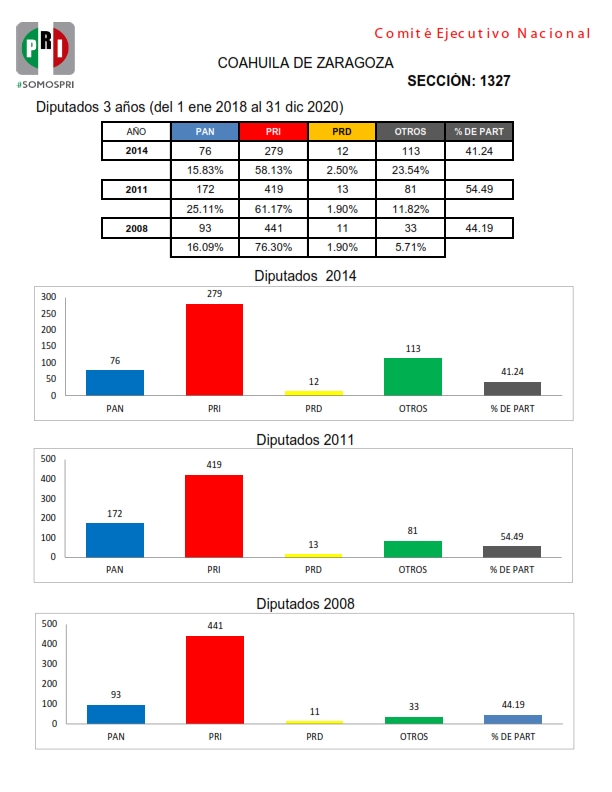 Comité Ejecutivo Nacional
PRI
#SOMOSPRI
COAHUILA DE ZARAGOZA
SECCIÒN: 1327
Diputados 3 años (del 1 ene 2018 al 31 dic 2020)
AÑO PAN PRI PRD OTROS % DE PART
2014 76 279 12 113 41.24
15.83% 58.13% 2.50% 23.54%
2011 172 419 13 81 54.49
25.11% 61.17% 1.90% 11.82%
2008 93 441 11 33 44.19
16.09% 76.30% 1.90% 5.71%
Diputados 2014
300
250
200
150
100
50
0
76
279
12
113
41.24
PAN PRI PRD OTROS % DE PART
Diputados 2011
500
400
300
200
100
0
172
419
13
81
54.49
PAN PRI PRD OTROS % DE PART
Diputados 2008
500
400
300
200
100
0
93
441
11
33
44.19
PAN PRI PRD OTROS % DE PART